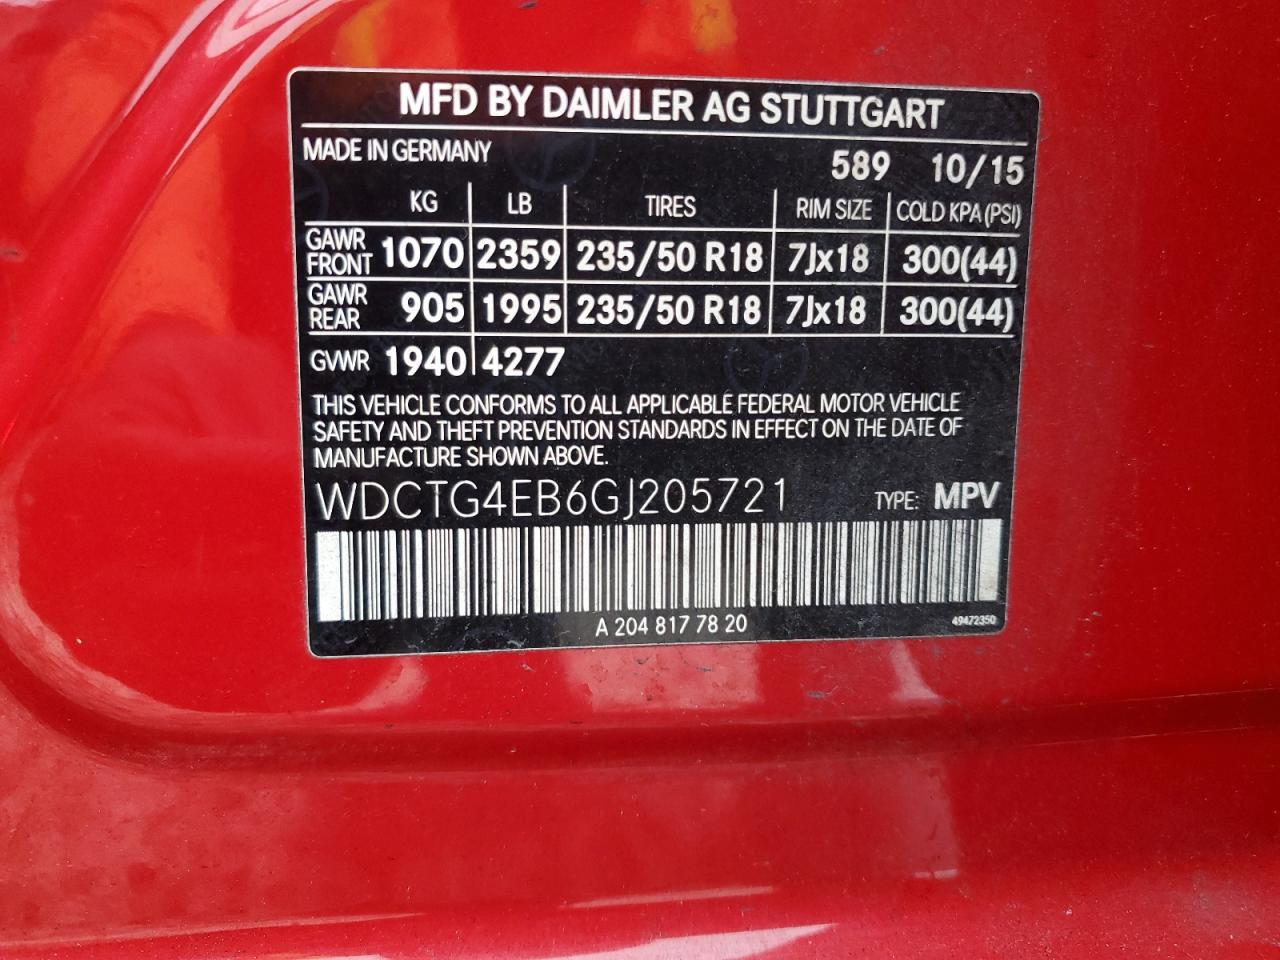 MFD BY DAIMLER AG STUTTGART
MADE IN GERMANY 589 10/15
KG LB TIRES RIM SIZE COLD KPA (PSI)
GAWR FRONT 1070 2359 235/50 R18 7Jx18 300(44)
GAWR REAR 905 1995 235/50 R18 7Jx18 300(44)
GVWR 1940 4277
THIS VEHICLE CONFORMS TO ALL APPLICABLE FEDERAL MOTOR VEHICLE
SAFETY AND THEFT PREVENTION STANDARDS IN EFFECT ON THE DATE OF
MANUFACTURE SHOWN ABOVE.
WDCTG4EB6GJ205721 TYPE: MPV
A 204 817 78 20 49472350